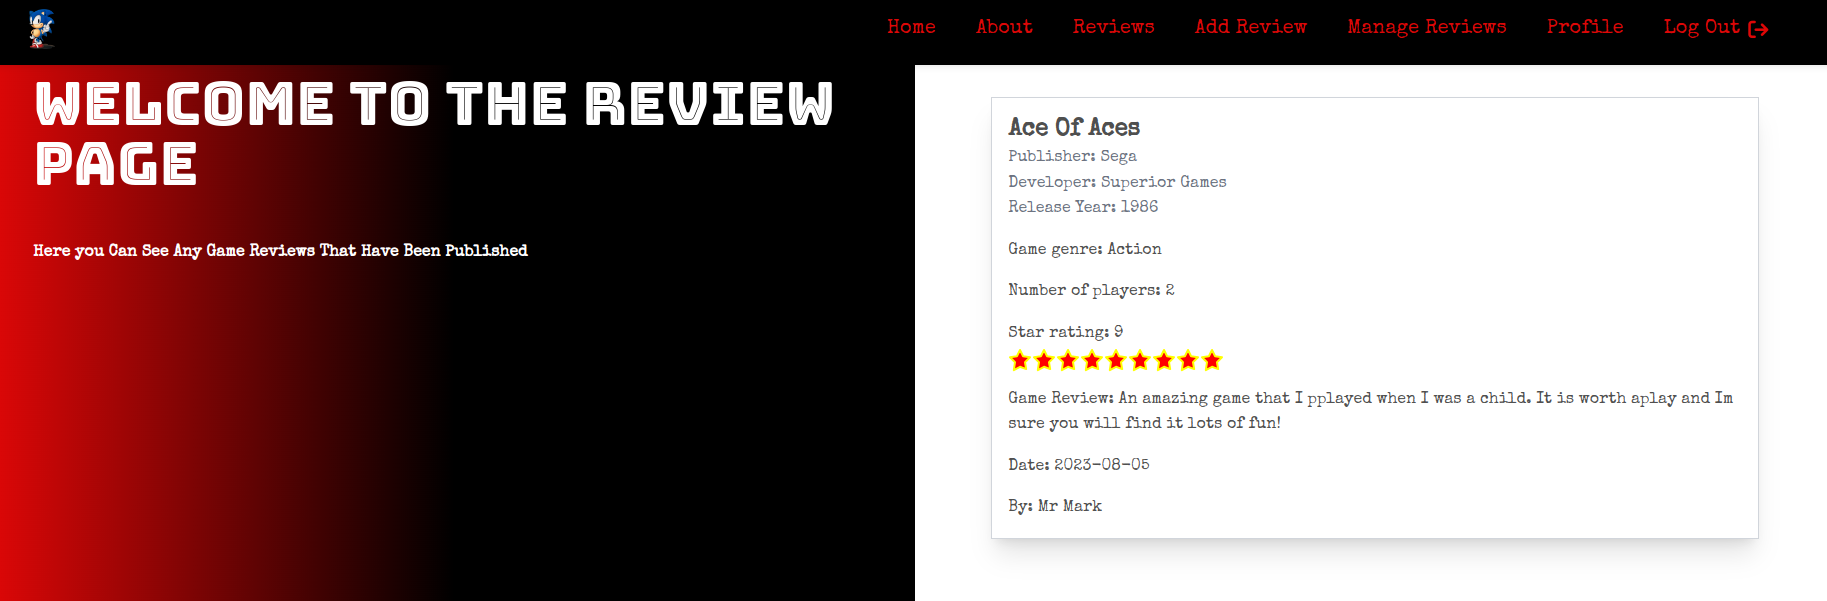 Home About Reviews Add Review Manage Reviews Profile Log Out
WELCOME TO THE REVIEW
PAGE
Here you Can See Any Game Reviews That Have Been Published
Ace Of Aces
Publisher: Sega
Developer: Superior Games
Release Year: 1986
Game genre: Action
Number of players: 2
Star rating: 9
Game Review: An amazing game that I pplayed when I was a child. It is worth aplay and Im
sure you will find it lots of fun!
Date: 2023-08-05
By: Mr Mark